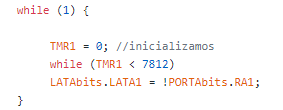 while (1) {
TMR1 = 0; //inicializamos
while (TMR1 < 7812)
LATAbits.LATA1 = !PORTAbits.RA1;
}